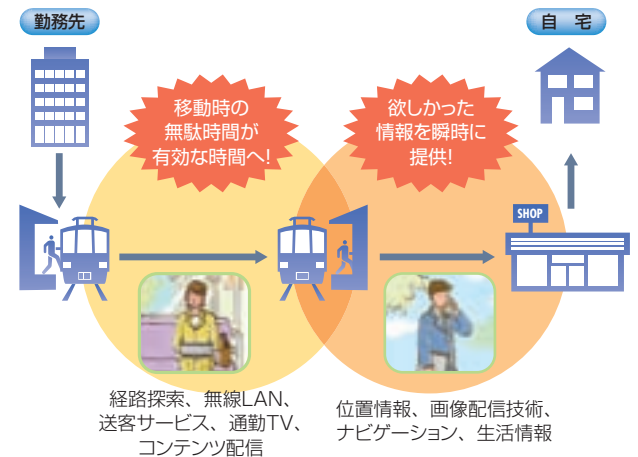 勤務先
自　宅
移動時の
無駄時間が
有効な時間へ!
欲しかった
情報を瞬時に
提供!
SHOP
経路探索、無線LAN、
送客サービス、通勤TV、
コンテンツ配信
位置情報、画像配信技術、
ナビゲーション、生活情報